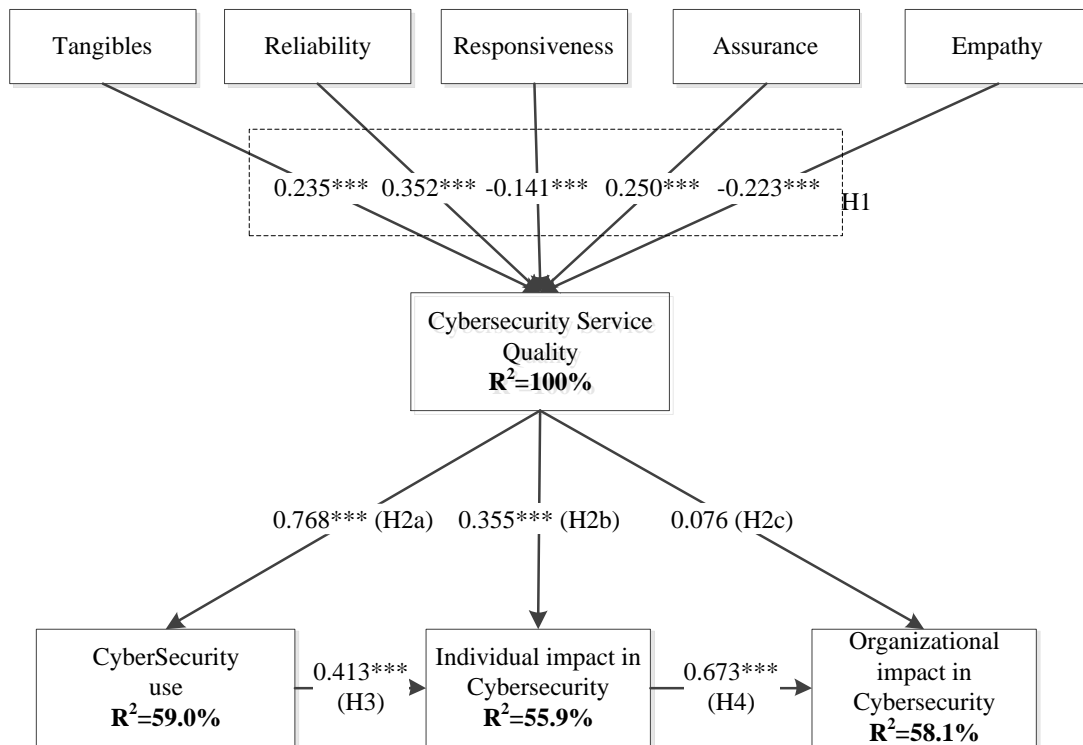 Tangibles
Reliability
Responsiveness
Assurance
Empathy
0.235***
0.352***
-0.141***
0.250***
-0.223***
H1
Cybersecurity Service
Quality
R²=100%
0.768*** (H2a)
0.355*** (H2b)
0.076 (H2c)
CyberSecurity
use
R²=59.0%
0.413***
(H3)
Individual impact in
Cybersecurity
R²=55.9%
0.673***
(H4)
Organizational
impact in
Cybersecurity
R²=58.1%